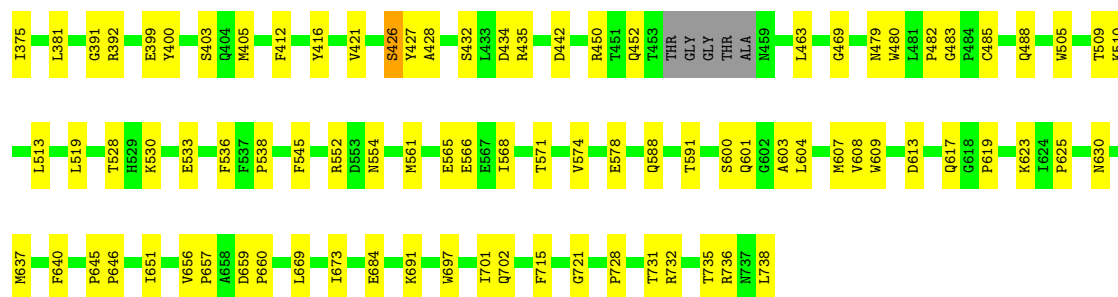 I375 L381 G391 R392 E399 Y400 S403 Q404 M405 F412 Y416 V421 S426 Y427 A428 S432 L433 D434 R435 D442 R450 T451 Q452 T453 THR GLY GLY THR ALA N459 L463 G469 N479 W480 L481 P482 G483 P484 C485 Q488 W505 T509 K510
L513 L519 T528 H529 K530 E533 F536 F537 P538 F545 R552 D553 N554 M561 E565 E566 E567 I568 T571 V574 E578 Q588 T591 S600 Q601 G602 A603 L604 M607 V608 W609 D613 Q617 G618 P619 K623 I624 P625 N630
M637 F640 P645 P646 I651 V656 P657 A658 D659 P660 L669 I673 E684 K691 W697 I701 Q702 F715 G721 P728 T731 R732 T735 R736 N737 L738